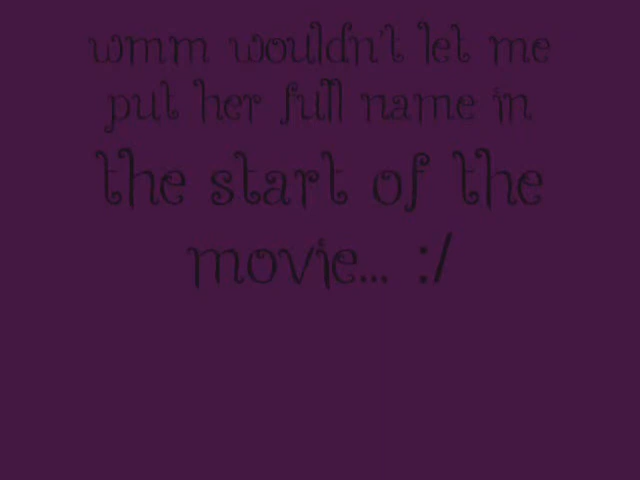 wmm wouldn't let me
put her full name in
the start of the
movie... :/